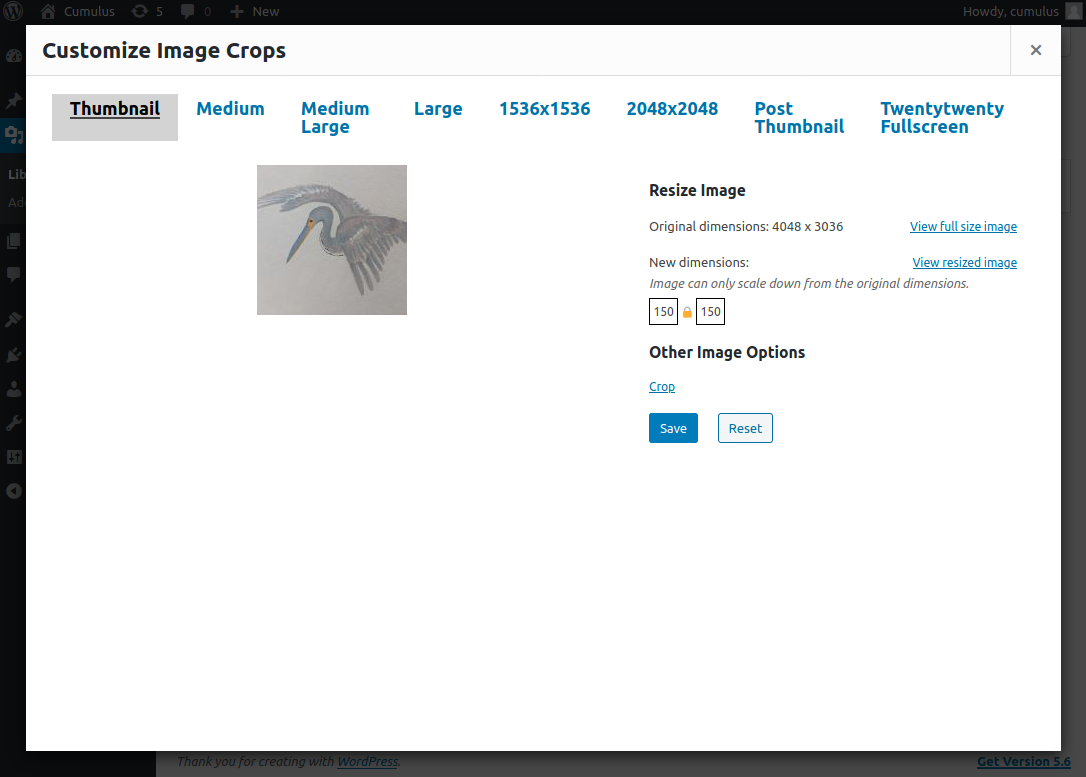 Cumulus 5 0 New Howdy, cumulus
Customize Image Crops ×
Thumbnail Medium Medium Large Large 1536x1536 2048x2048 Post Thumbnail Twentytwenty Fullscreen
Resize Image
Original dimensions: 4048 x 3036 View full size image
New dimensions: View resized image
Image can only scale down from the original dimensions.
150 150
Other Image Options
Crop
Save Reset
Lib
Add
Thank you for creating with WordPress. Get Version 5.6